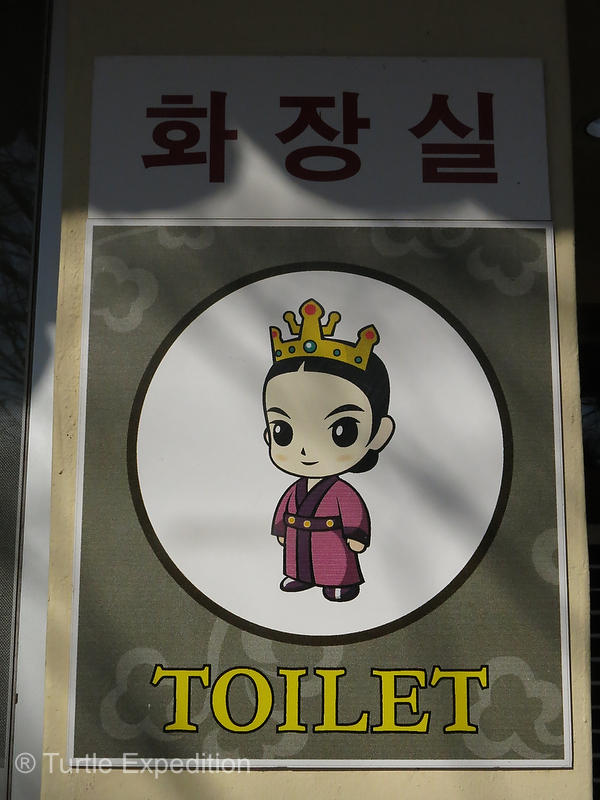 화장실
TOILET
® Turtle Expedition